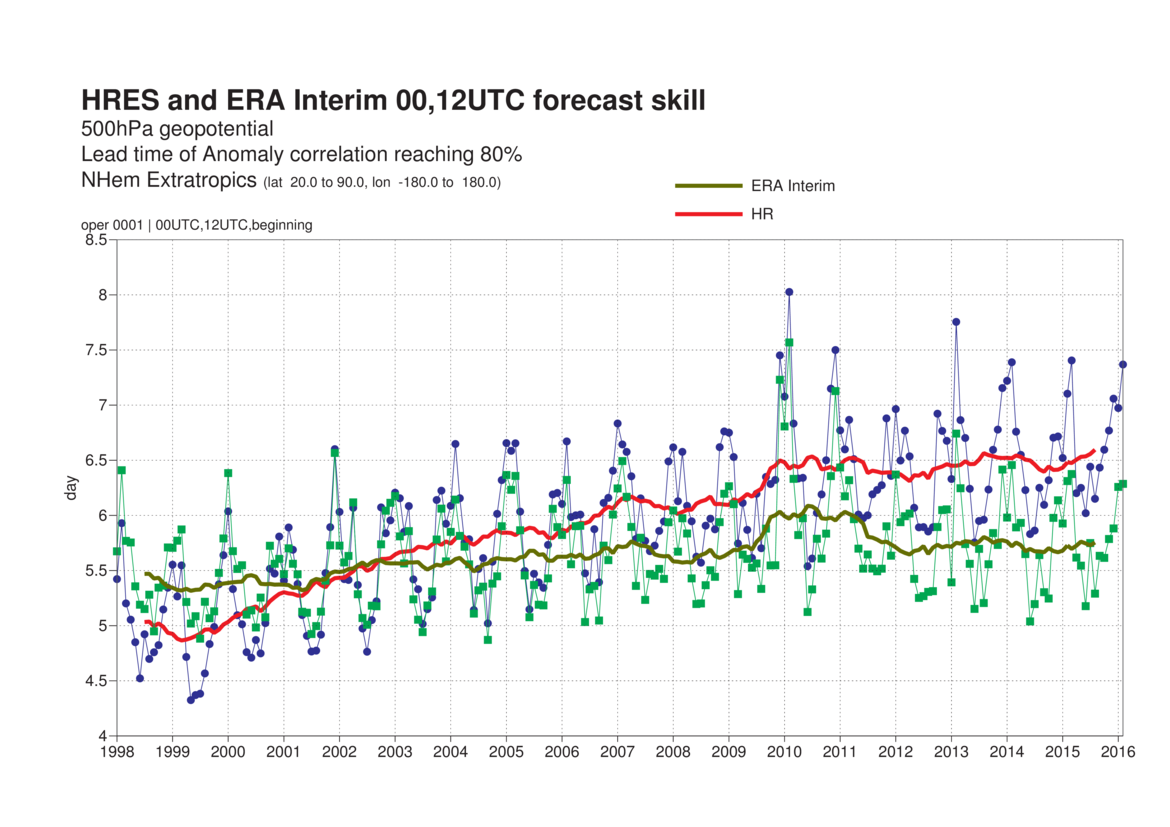 HRES and ERA Interim 00,12UTC forecast skill
500hPa geopotential
Lead time of Anomaly correlation reaching 80%
NHem Extratropics (lat 20.0 to 90.0, lon -180.0 to 180.0)
ERA Interim
HR
oper 0001 | 00UTC,12UTC,beginning
8.5
8
7.5
7
6.5
6
5.5
5
4.5
4
day
1998 1999 2000 2001 2002 2003 2004 2005 2006 2007 2008 2009 2010 2011 2012 2013 2014 2015 2016